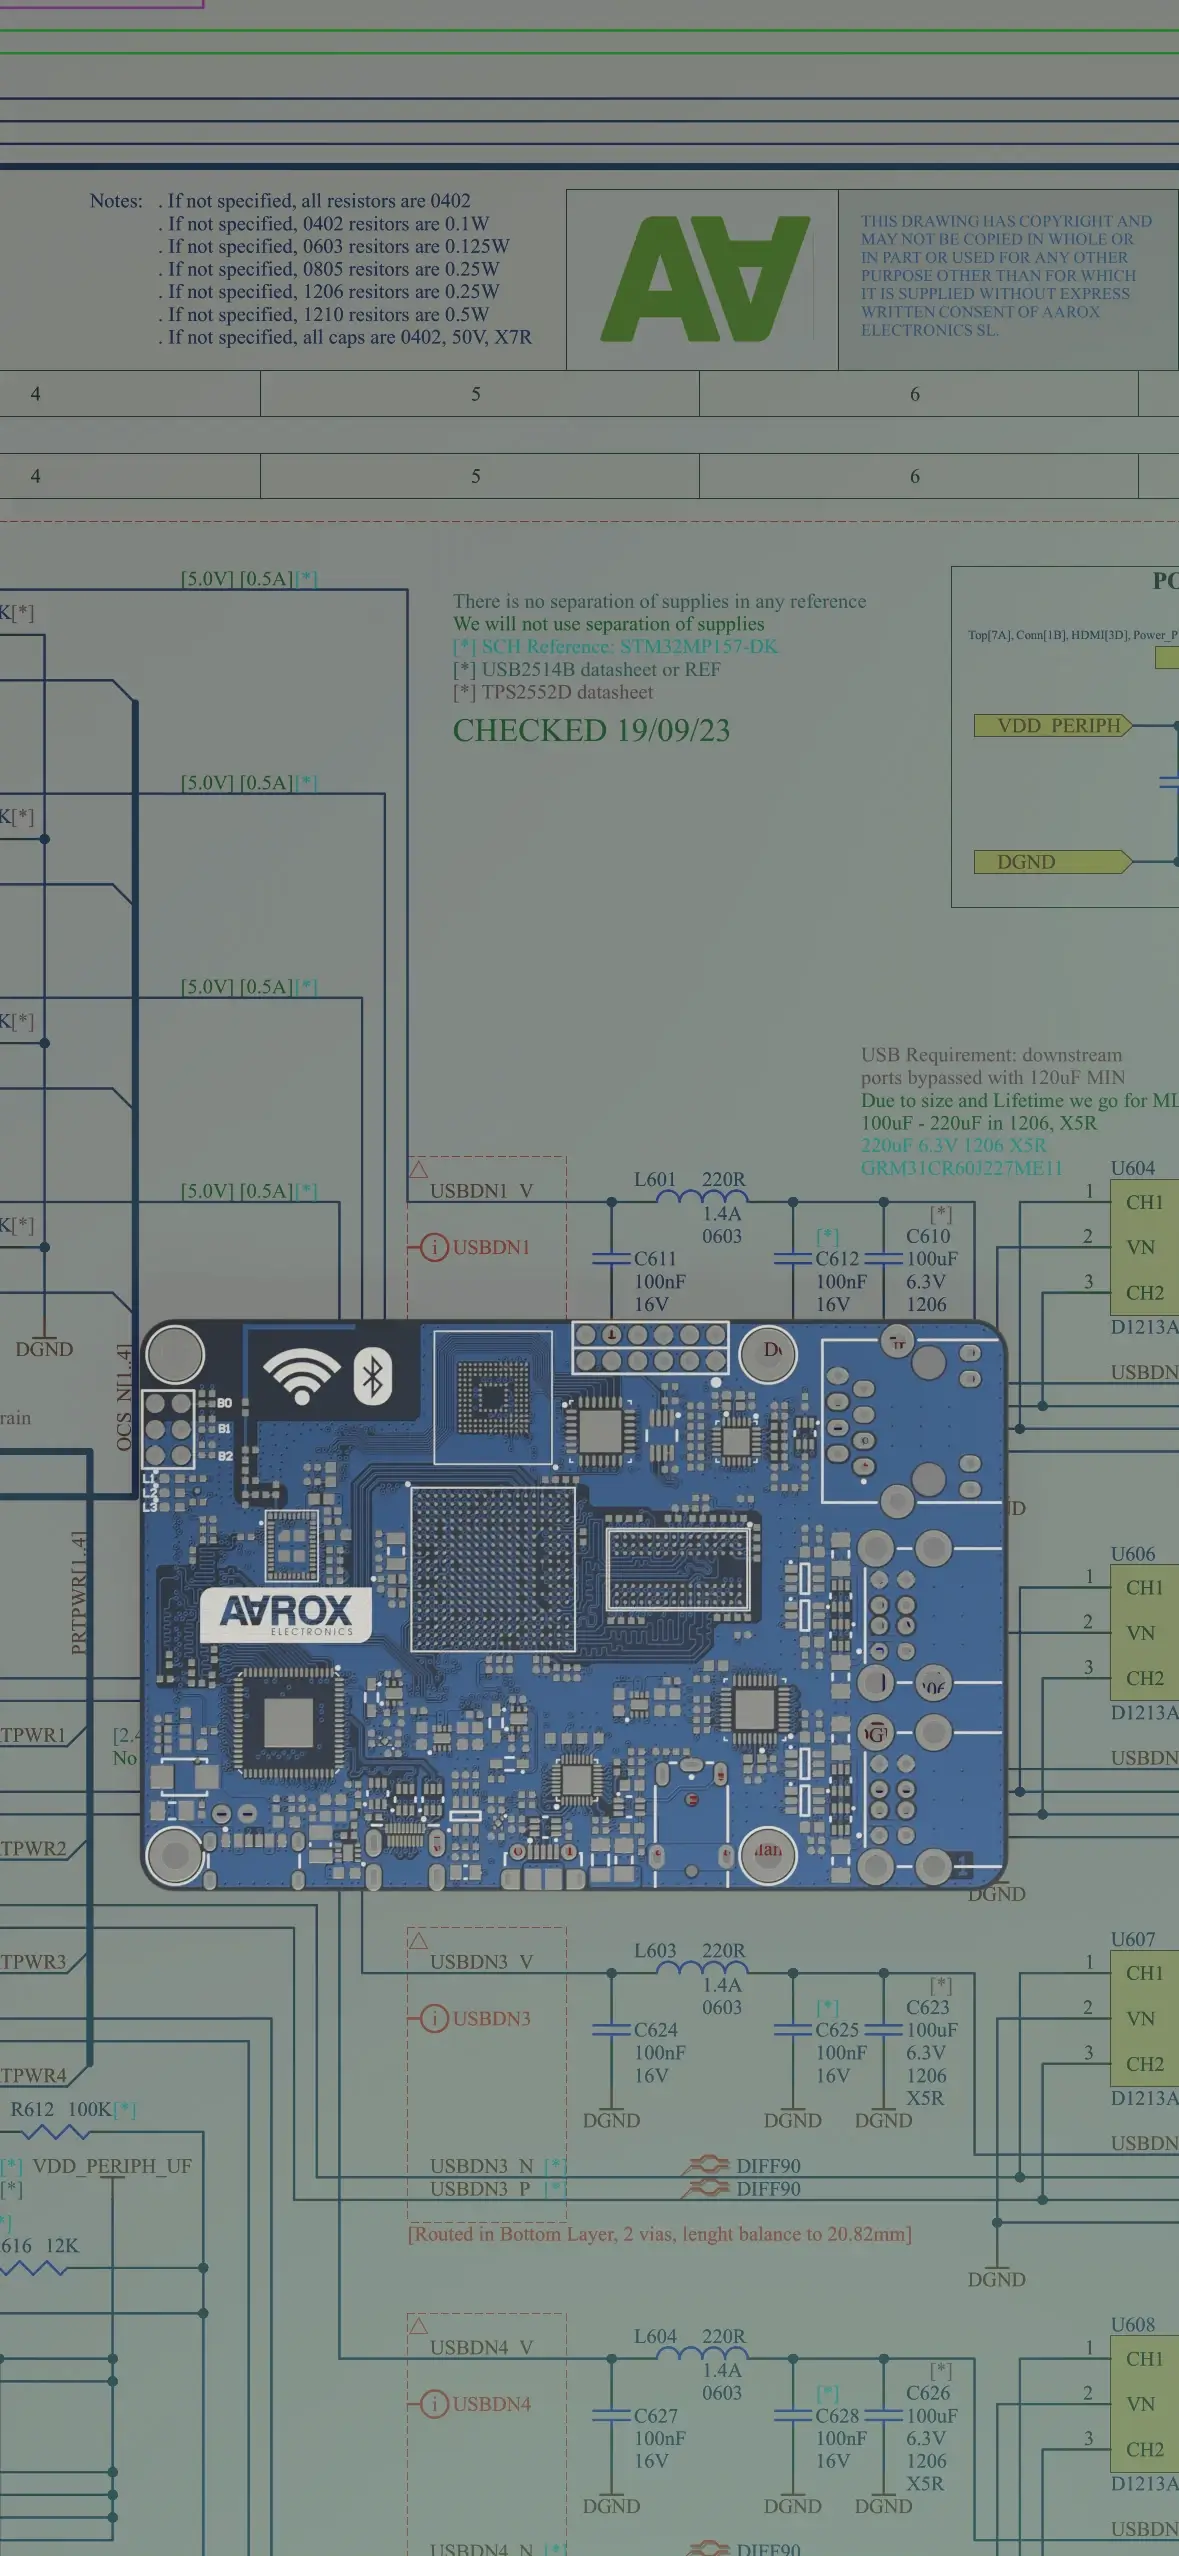 Notes: . If not specified, all resistors are 0402
. If not specified, 0402 resitors are 0.1W
. If not specified, 0603 resitors are 0.125W
. If not specified, 0805 resitors are 0.25W
. If not specified, 1206 resitors are 0.25W
. If not specified, 1210 resitors are 0.5W
. If not specified, all caps are 0402, 50V, X7R
THIS DRAWING HAS COPYRIGHT AND
MAY NOT BE COPIED IN WHOLE OR
IN PART OR USED FOR ANY OTHER
PURPOSE OTHER THAN FOR WHICH
IT IS SUPPLIED WITHOUT EXPRESS
WRITTEN CONSENT OF AAROX
ELECTRONICS SL.
4 5 6
4 5 6
[5.0V] [0.5A][*]
K[*]
There is no separation of supplies in any reference
We will not use separation of supplies
[*] SCH Reference: STM32MP157-DK
[*] USB2514B datasheet or REF
[*] TPS2552D datasheet
CHECKED 19/09/23
PO
Top[7A], Conn[1B], HDMI[3D], Power_P
VDD_PERIPH
DGND
[5.0V] [0.5A][*]
K[*]
[5.0V] [0.5A][*]
K[*]
USB Requirement: downstream
ports bypassed with 120uF MIN
Due to size and Lifetime we go for ML
100uF - 220uF in 1206, X5R
220uF 6.3V 1206 X5R
GRM31CR60J227ME11
[5.0V] [0.5A][*]
K[*]
DGND
OCS_N[1..4]
rain
USBDN1_V
USBDN1
L601 220R
1.4A
0603
C611
100nF
16V
[*]
C612
100nF
16V
[*]
C610
100uF
6.3V
1206
U604
1 CH1
2 VN
3 CH2
D1213A
USBDN
B0
B1
B2
AAROX
ELECTRONICS
PRTPWR[1..4]
TPWR1
[2.4
No
TPWR2
U606
1 CH1
2 VN
3 CH2
D1213A
USBDN
DGND
TPWR3
TPWR4
USBDN3_V
USBDN3
L603 220R
1.4A
0603
C624
100nF
16V
DGND
[*]
C625
100nF
16V
DGND
[*]
C623
100uF
6.3V
1206
X5R
DGND
U607
1 CH1
2 VN
3 CH2
D1213A
USBDN
R612 100K[*]
[*] VDD_PERIPH_UF
[*]
*]
616 12K
USBDN3_N [*] DIFF90
USBDN3_P [*] DIFF90
[Routed in Bottom Layer, 2 vias, lenght balance to 20.82mm]
DGND
USBDN4_V
USBDN4
L604 220R
1.4A
0603
C627
100nF
16V
DGND
[*]
C628
100nF
16V
DGND
[*]
C626
100uF
6.3V
1206
X5R
DGND
U608
1 CH1
2 VN
3 CH2
D1213A
USBDN
USBDN4_N [*] DIFF90